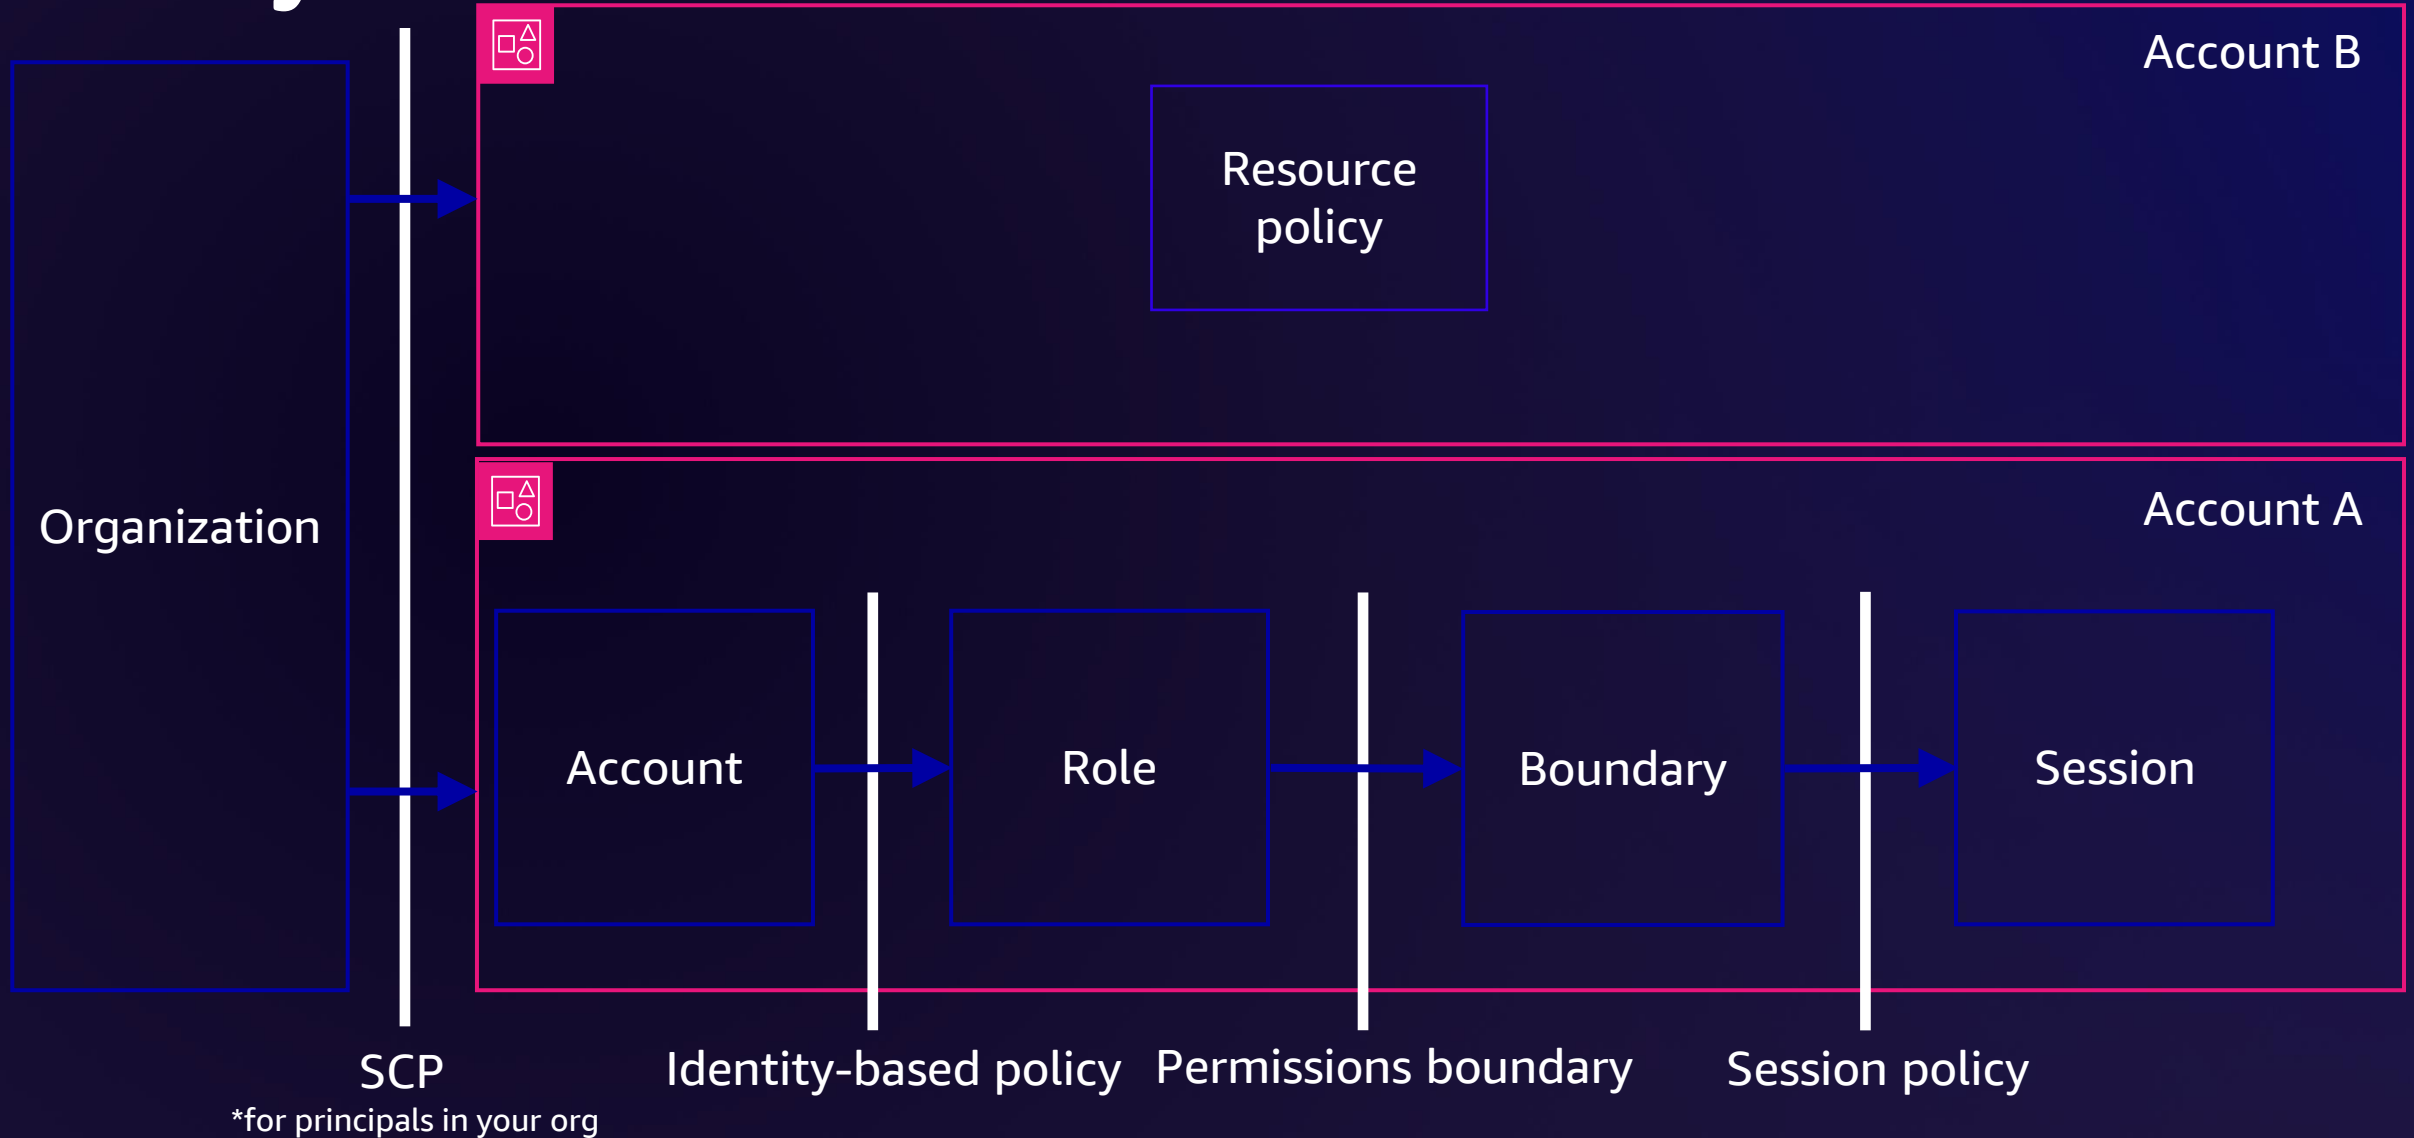 Account B
Resource
policy
Organization
Account A
Account
Role
Boundary
Session
SCP
*for principals in your org
Identity-based policy
Permissions boundary
Session policy